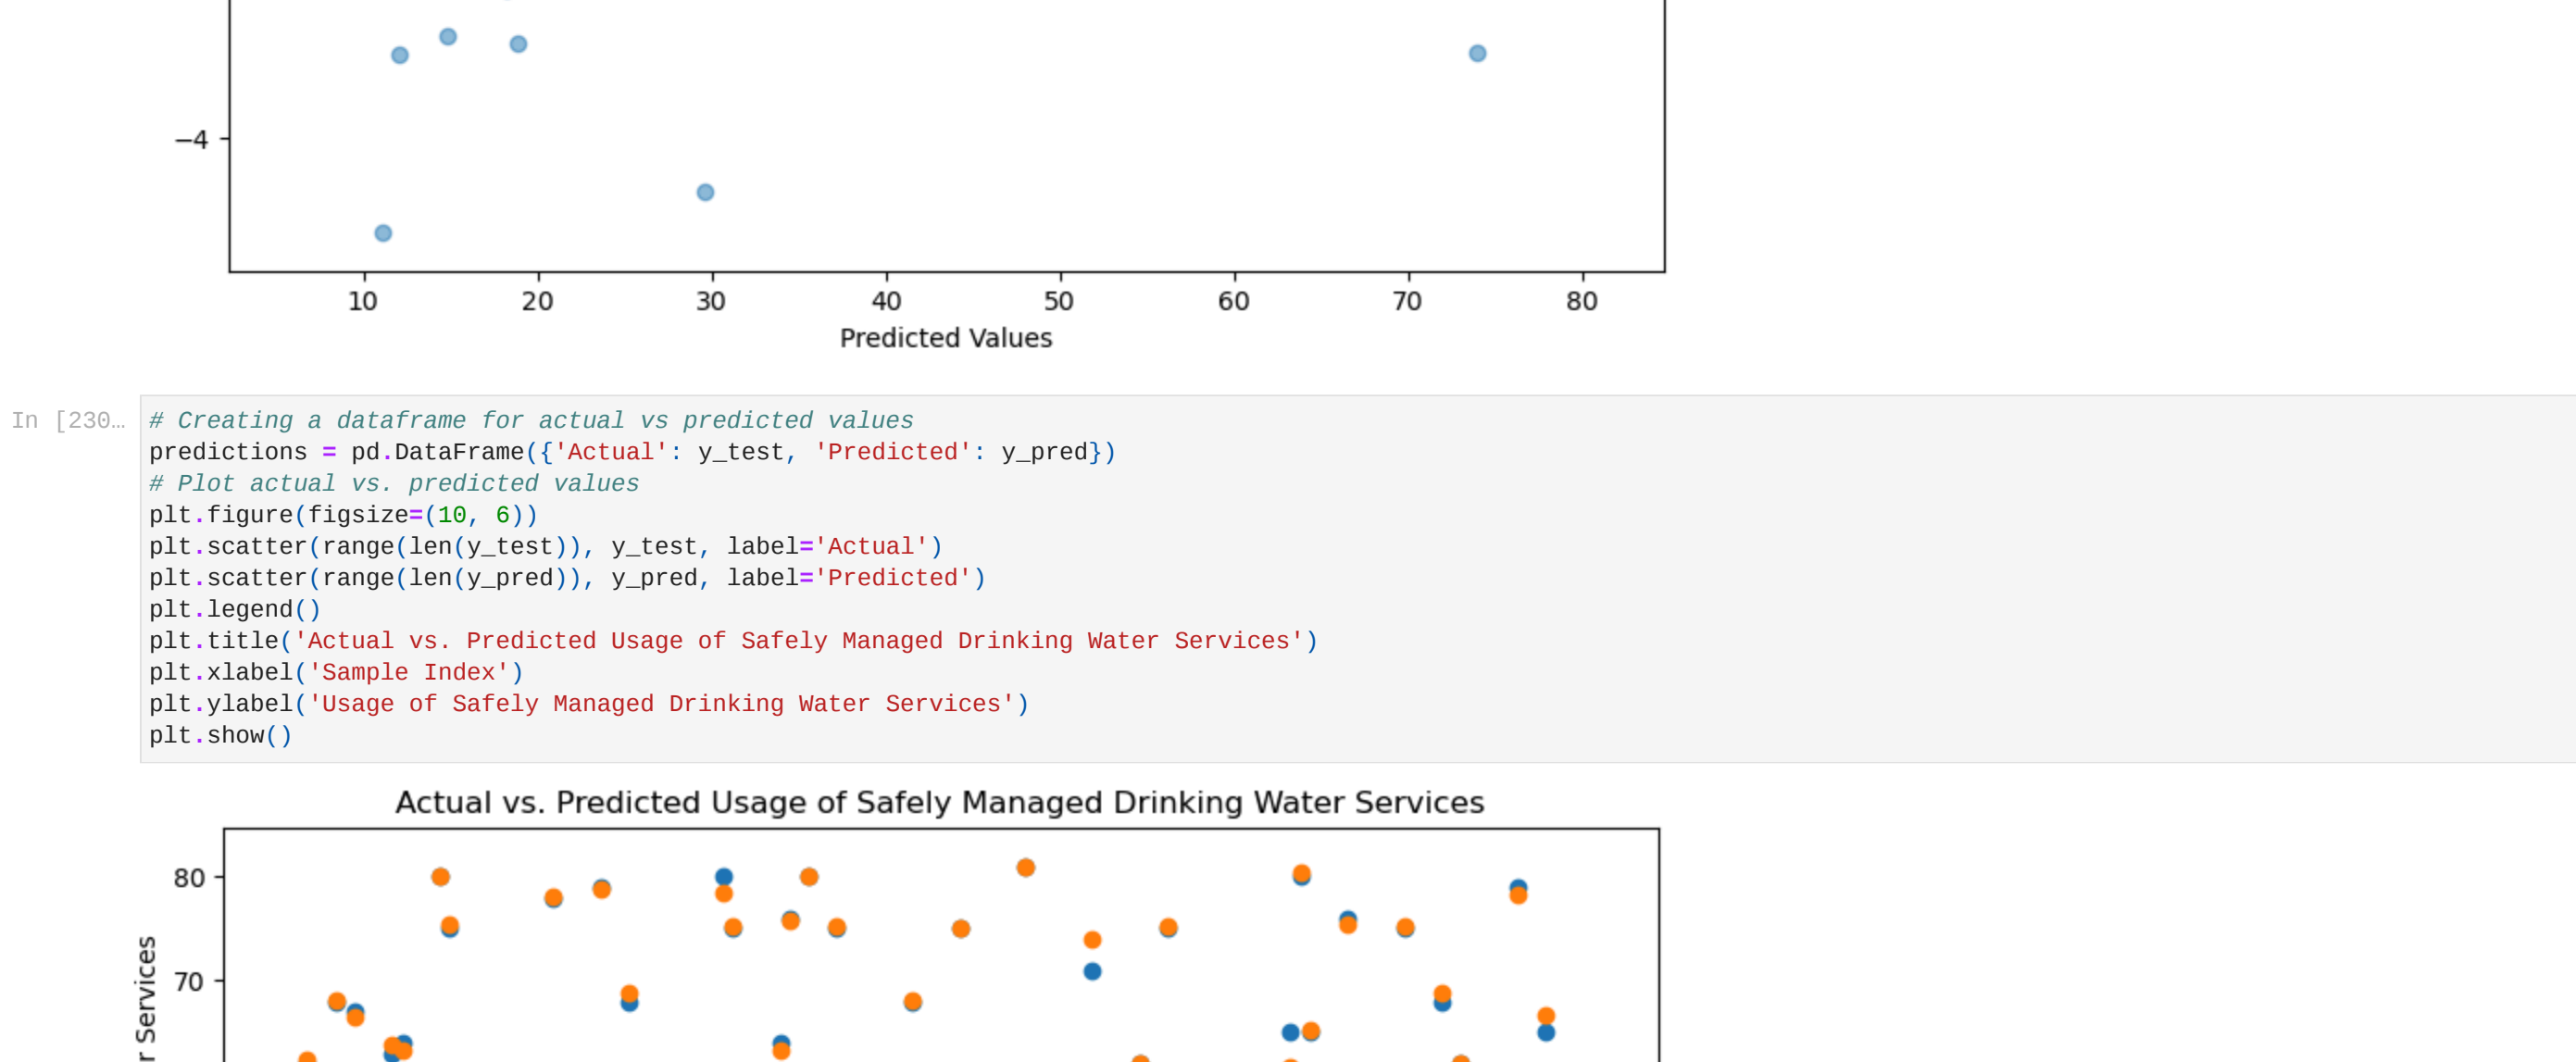 −4
10 20 30 40 50 60 70 80
Predicted Values
In [230…
# Creating a dataframe for actual vs predicted values
predictions = pd.DataFrame({'Actual': y_test, 'Predicted': y_pred})
# Plot actual vs. predicted values
plt.figure(figsize=(10, 6))
plt.scatter(range(len(y_test)), y_test, label='Actual')
plt.scatter(range(len(y_pred)), y_pred, label='Predicted')
plt.legend()
plt.title('Actual vs. Predicted Usage of Safely Managed Drinking Water Services')
plt.xlabel('Sample Index')
plt.ylabel('Usage of Safely Managed Drinking Water Services')
plt.show()
Actual vs. Predicted Usage of Safely Managed Drinking Water Services
80
70
r Services